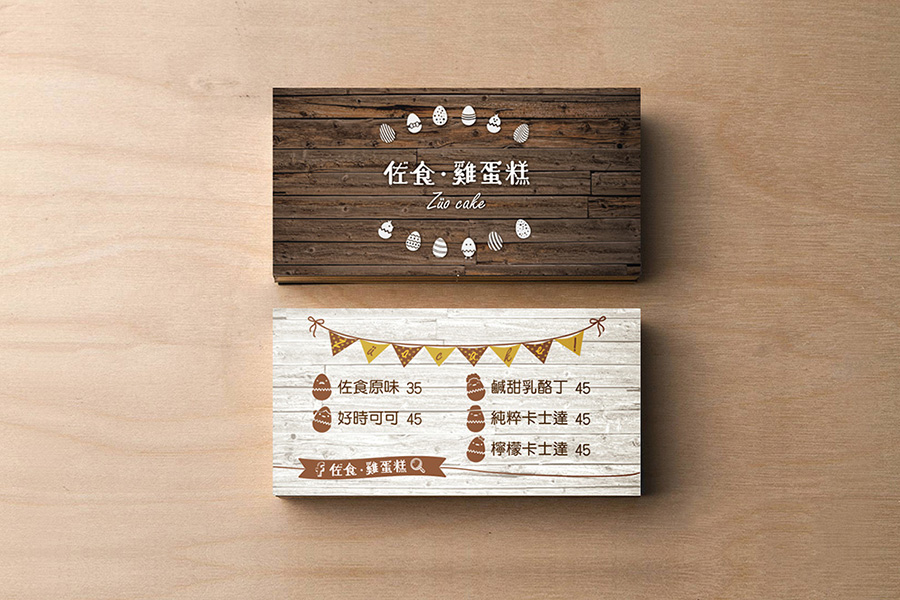 佐食・雞蛋糕
Züo cake
佐食原味 35
好時可可 45
鹹甜乳酪丁 45
純粹卡士達 45
檸檬卡士達 45
佐食・雞蛋糕